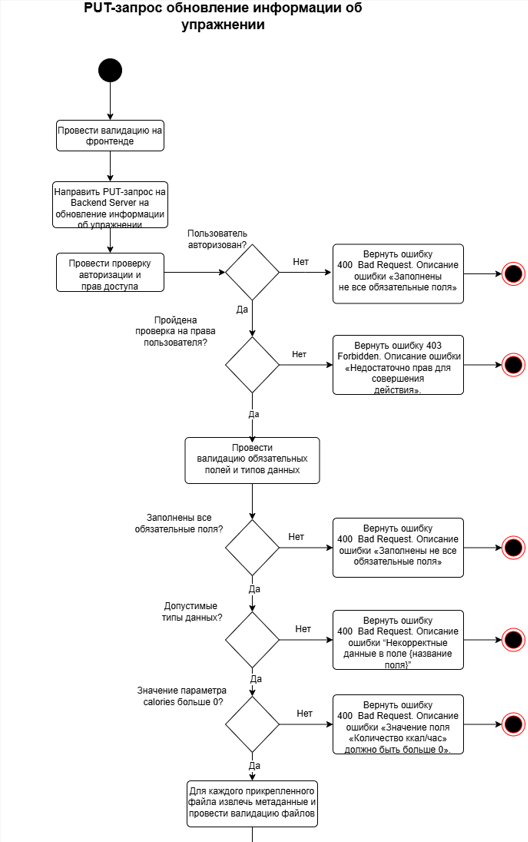 PUT-запрос обновление информации об
упражнении
Провести валидацию на
фронтенде
Направить PUT-запрос на
Backend Server на
обновление информации
об упражнении
Провести проверку
авторизации и
прав доступа
Пользователь
авторизован?
Нет
Вернуть ошибку
400 Bad Request. Описание
ошибки «Заполнены
не все обязательные поля»
Да
Пройдена
проверка на права
пользователя?
Нет
Вернуть ошибку 403
Forbidden. Описание ошибки
«Недостаточно прав для
совершения
действия».
Да
Провести
валидацию обязательных
полей и типов данных
Заполнены все
обязательные поля?
Нет
Вернуть ошибку
400 Bad Request. Описание
ошибки «Заполнены не все
обязательные поля»
Да
Допустимые
типы данных?
Нет
Вернуть ошибку
400 Bad Request. Описание
ошибки “Некорректные
данные в поле {название
поля}”
Да
Значение параметра
calories больше 0?
Нет
Вернуть ошибку
400 Bad Request. Описание
ошибки «Значение поля
«Количество ккал/час»
должно быть больше 0».
Да
Для каждого прикрепленного
файла извлечь метаданные и
провести валидацию файлов